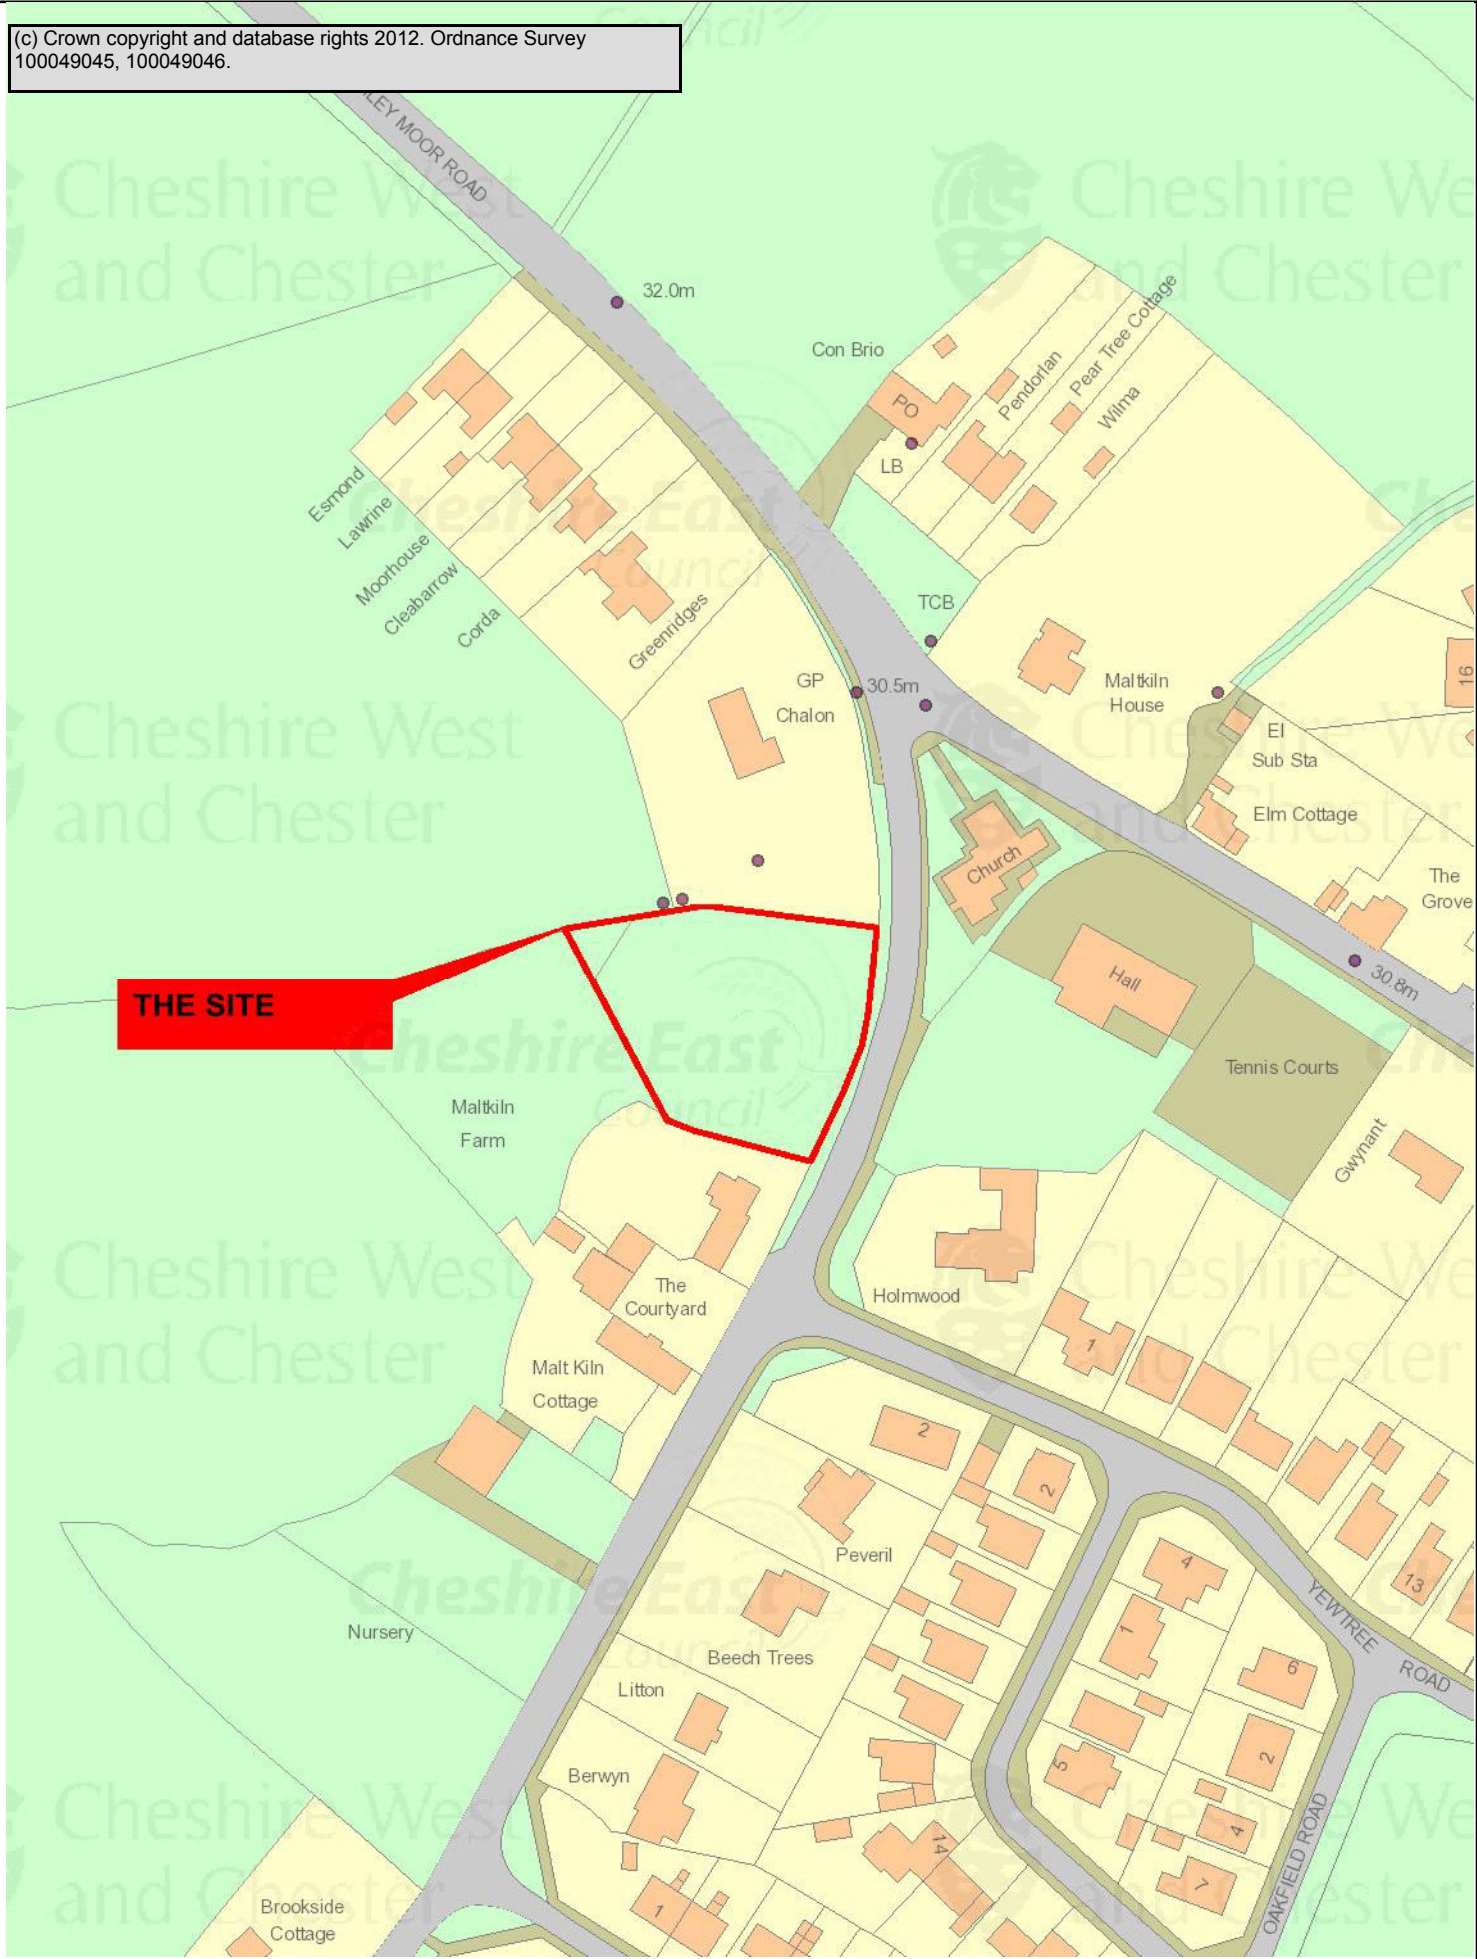 (c) Crown copyright and database rights 2012. Ordnance Survey
100049045, 100049046.
MOOR ROAD
32.0m
Con Brio
PO
LB
Pendorlan
Pear Tree Cottage
Wilma
Esmond
Lawrine
Moorhouse
Cleabarrow
Corda
Greenridges
TCB
GP
30.5m
Chalon
Maltkiln
House
16
El
Sub Sta
Elm Cottage
Church
The
Grove
Hall
30.8m
THE SITE
Tennis Courts
Maltkiln
Farm
Gwynant
The
Courtyard
Holmwood
1
Malt Kiln
Cottage
2
2
Peveril
4
13
YEWTREE ROAD
Nursery
1
Beech Trees
6
Litton
2
5
Berwyn
4
14
7
OAKFIELD ROAD
1
Brookside
Cottage
Cheshire West
and Chester
Cheshire East
Council